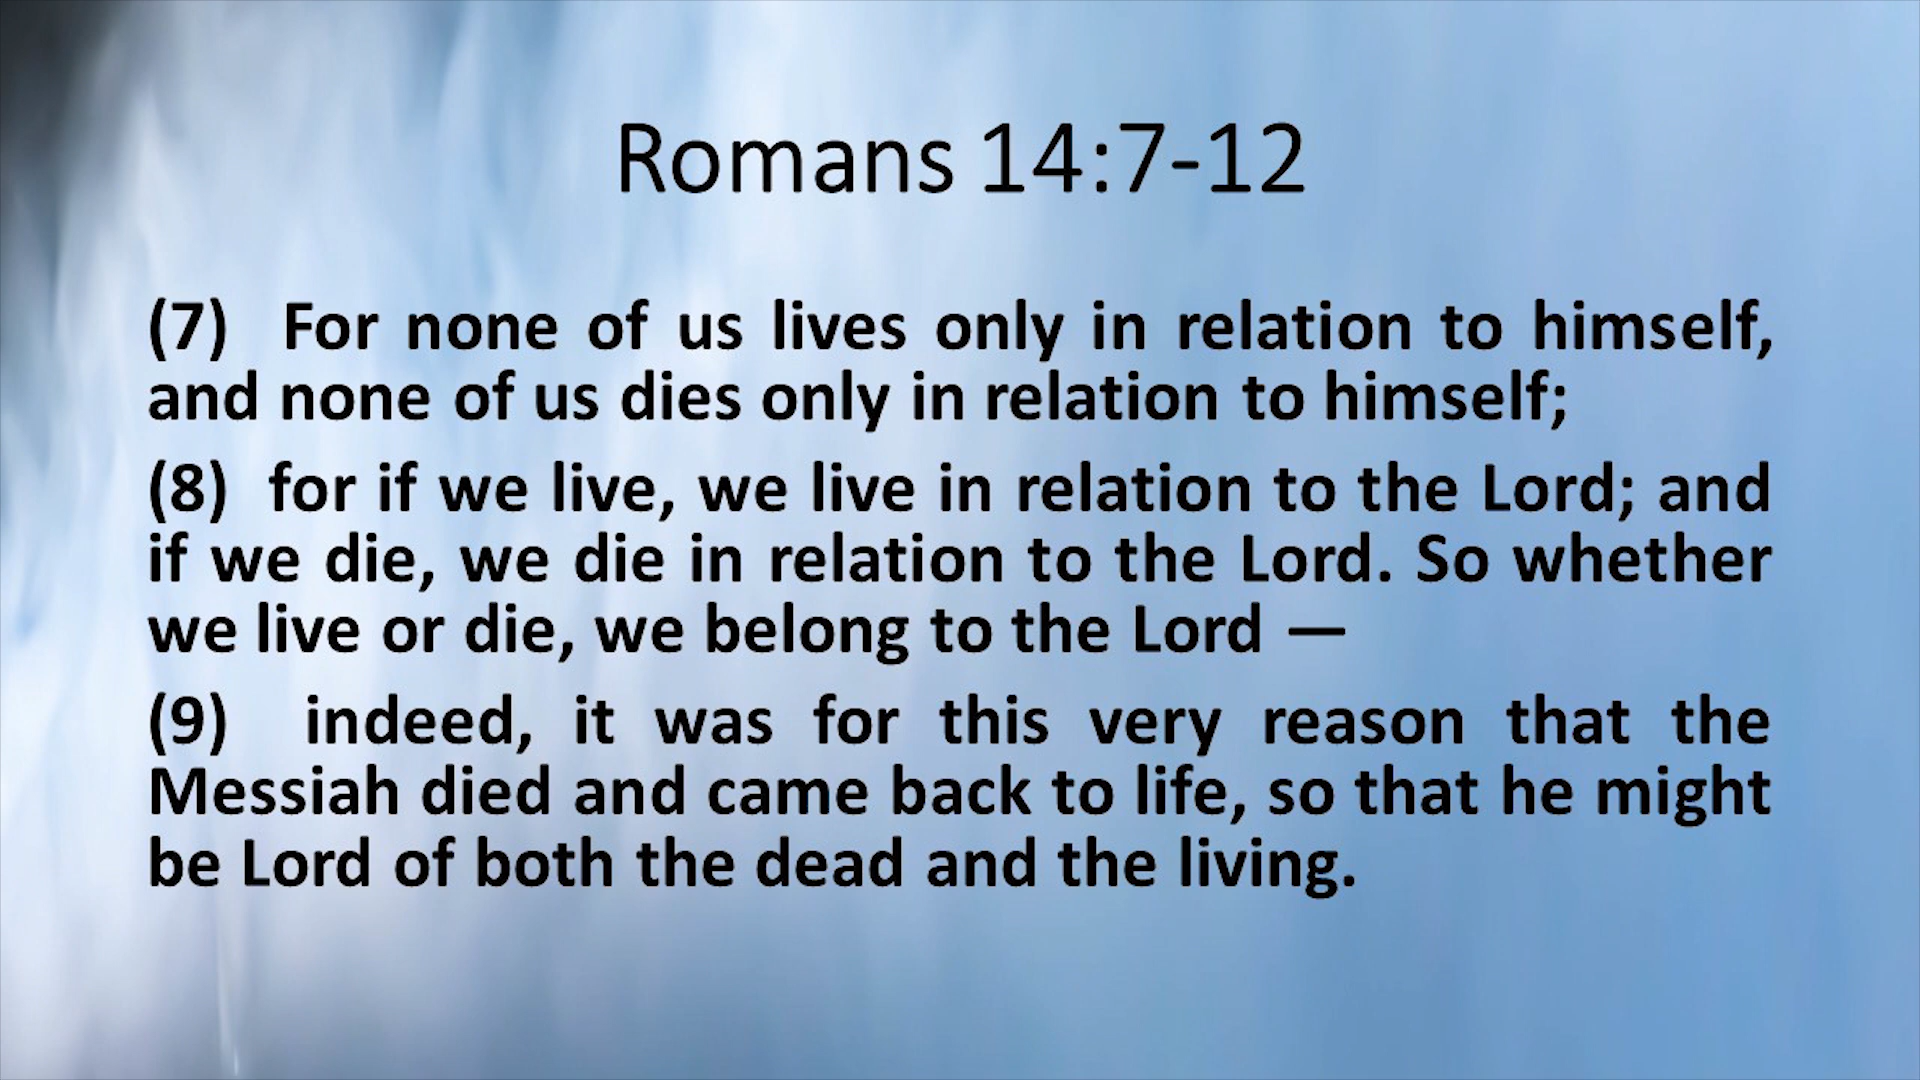 Romans 14:7-12
(7) For none of us lives only in relation to himself,
and none of us dies only in relation to himself;
(8) for if we live, we live in relation to the Lord; and
if we die, we die in relation to the Lord. So whether
we live or die, we belong to the Lord —
(9) indeed, it was for this very reason that the
Messiah died and came back to life, so that he might
be Lord of both the dead and the living.